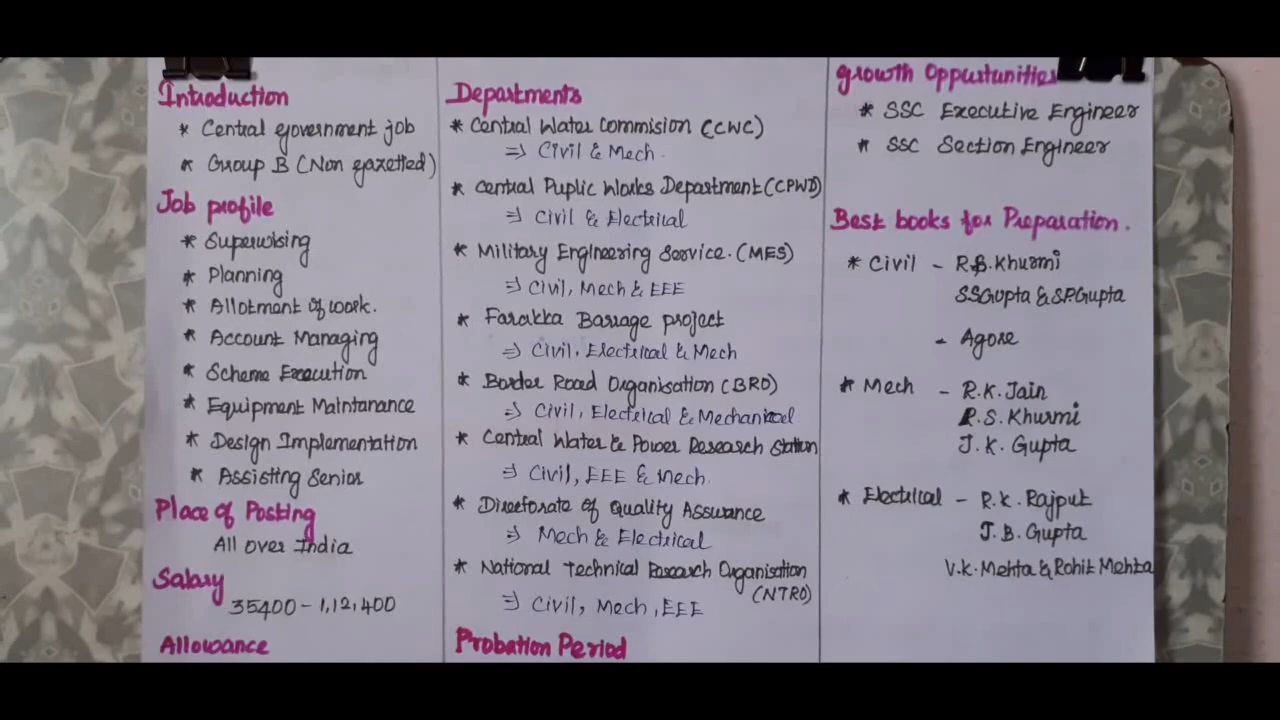 Introduction
* Central government job
* Group B (Non gazetted)
Job profile
* Supervising
* Planning
* Allotment of work.
* Account Managing
* Scheme Execution
* Equipment Maintanance
* Design Implementation
* Assisting Senior
Place of Posting
All over India
Salary
35400 - 1,12,400
Allowance
Departments
* Central Water Commision (CWC)
⇒ Civil & Mech.
* Central Puplic Works Department (CPWD)
⇒ Civil & Electrical
* Military Engineering Service. (MES)
⇒ Civil, Mech & EEE
* Farakka Barrage project
⇒ Civil, Electrical & Mech
* Border Road Organisation (BRO)
⇒ Civil, Electrical & Mechanical
* Central Water & Power Research Station
⇒ Civil, EEE & Mech.
* Directorate of Quality Assurance
⇒ Mech & Electrical
* National Technical Research Organisation
(NTRO)
⇒ Civil, Mech, EEE
Probation Period
Growth Oppurtunities
* SSC Executive Engineer
* SSC Section Engineer
Best books for Preparation.
* Civil - R.S.Khurmi
SSGupta & SPGupta
- Agore
* Mech - R.K.Jain
R.S.Khurmi
J.K. Gupta
* Electrical - R.K. Rajput
J.B. Gupta
V.K. Mehta & Rohit Mehta